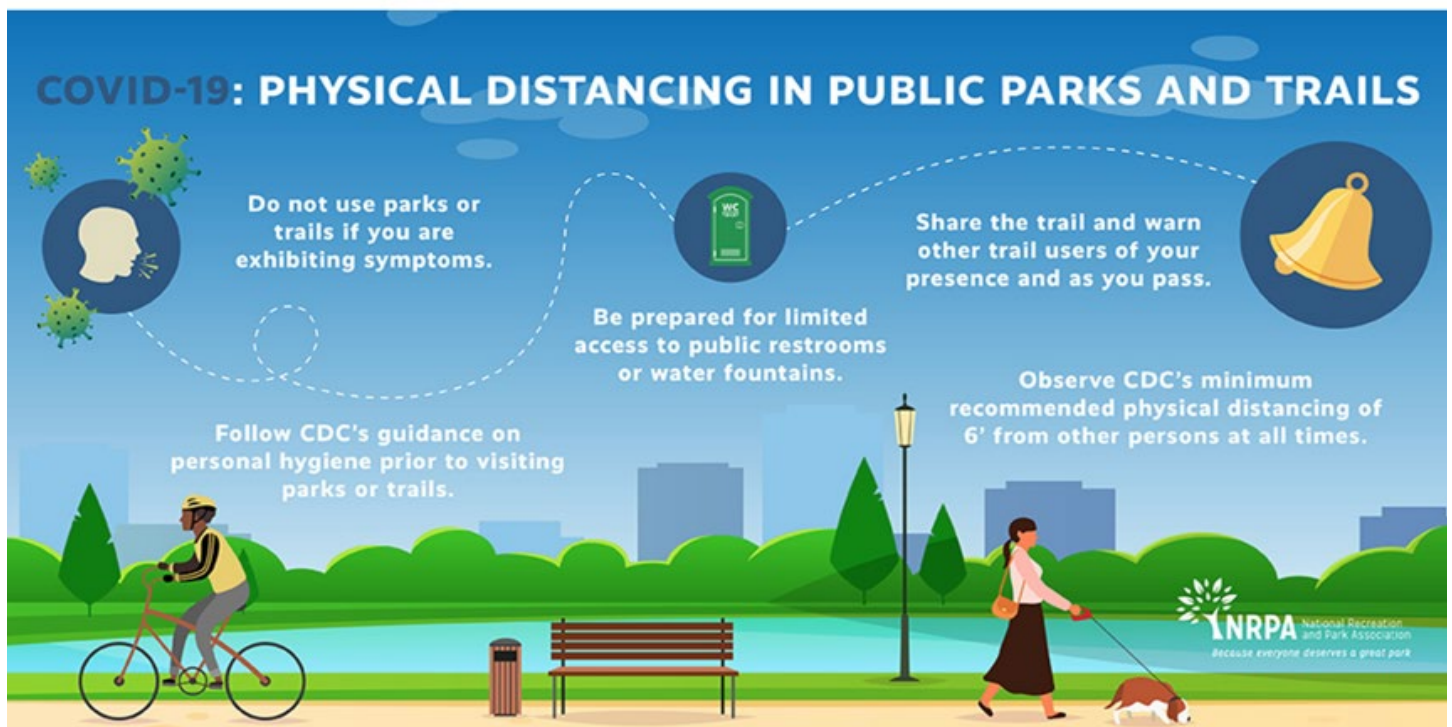 COVID-19: PHYSICAL DISTANCING IN PUBLIC PARKS AND TRAILS
Do not use parks or
trails if you are
exhibiting symptoms.
Follow CDC's guidance on
personal hygiene prior to visiting
parks or trails.
WC
Be prepared for limited
access to public restrooms
or water fountains.
Share the trail and warn
other trail users of your
presence and as you pass.
Observe CDC's minimum
recommended physical distancing of
6' from other persons at all times.
NRPA National Recreation
and Park Association
Because everyone deserves a great park